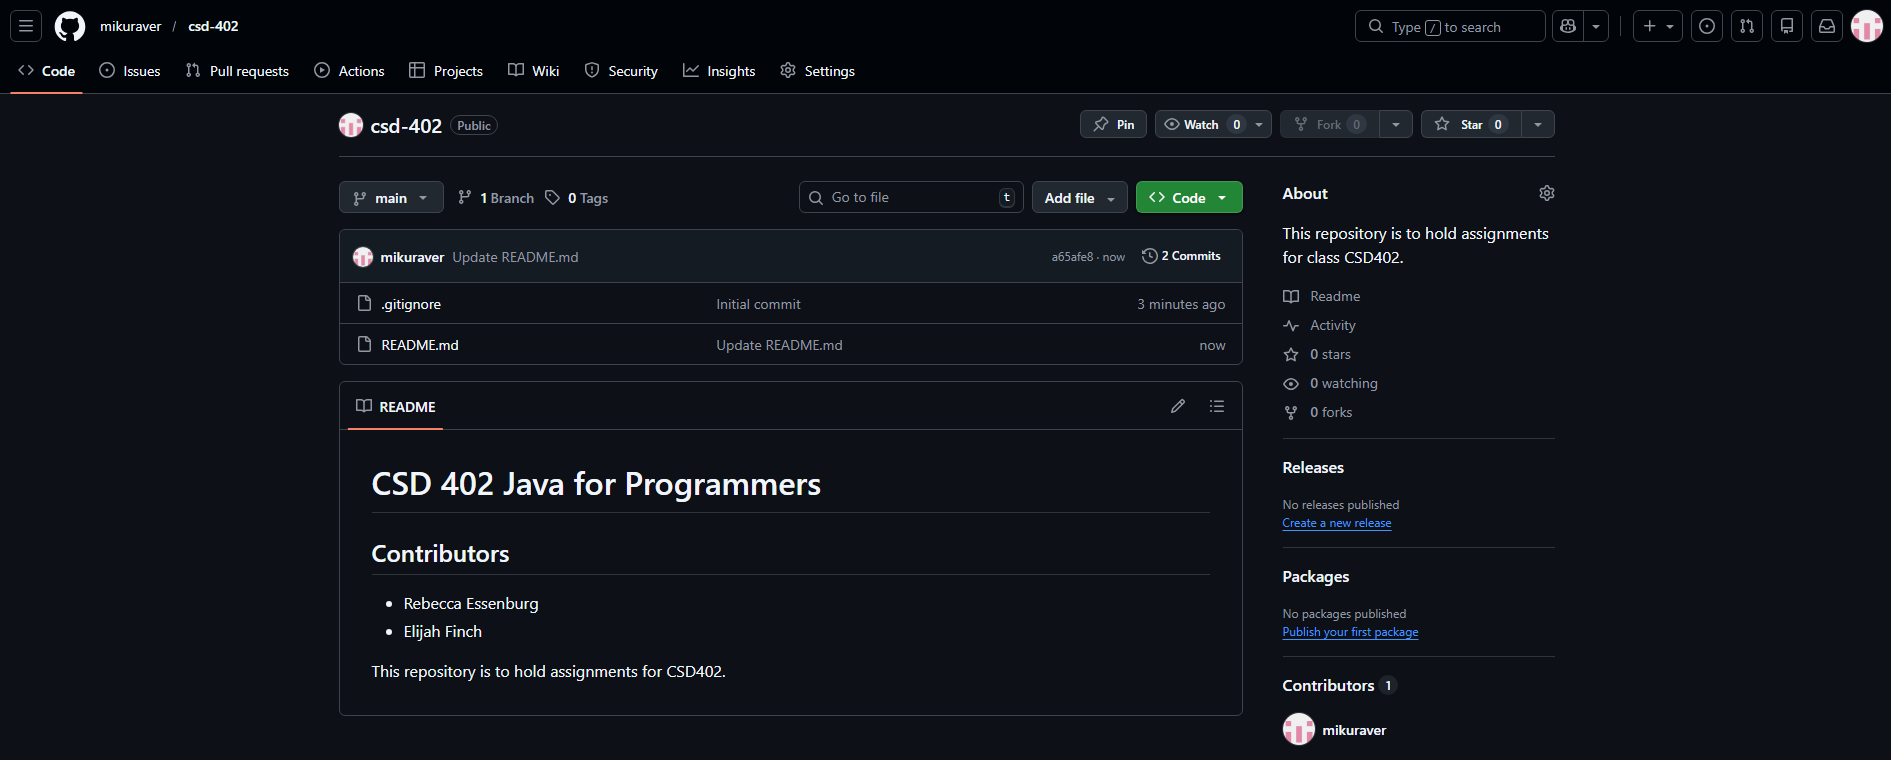 mikuraver / csd-402
Type / to search
Code Issues Pull requests Actions Projects Wiki Security Insights Settings
csd-402 Public
Pin Watch 0 Fork 0 Star 0
main 1 Branch 0 Tags
Go to file t Add file Code
mikuraver Update README.md a65afe8 · now 2 Commits
.gitignore Initial commit 3 minutes ago
README.md Update README.md now
README
CSD 402 Java for Programmers
Contributors
• Rebecca Essenburg
• Elijah Finch
This repository is to hold assignments for CSD402.
About
This repository is to hold assignments
for class CSD402.
Readme
Activity
0 stars
0 watching
0 forks
Releases
No releases published
Create a new release
Packages
No packages published
Publish your first package
Contributors 1
mikuraver